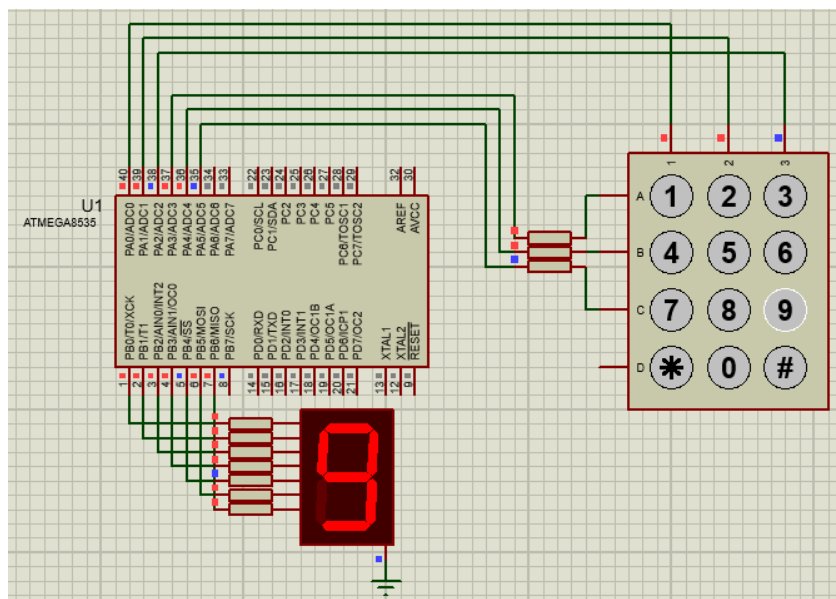 U1
ATMEGA8535
40 39 38 37 36 35 34 33 22 23 24 25 26 27 28 29 32 30
PA0/ADC0
PA1/ADC1
PA2/ADC2
PA3/ADC3
PA4/ADC4
PA5/ADC5
PA6/ADC6
PA7/ADC7
PC0/SCL
PC1/SDA
PC2
PC3
PC4
PC5
PC6/TOSC1
PC7/TOSC2
AREF
AVCC
PB0/T0/XCK
PB1/T1
PB2/AIN0/INT2
PB3/AIN1/OC0
PB4/SS
PB5/MOSI
PB6/MISO
PB7/SCK
PD0/RXD
PD1/TXD
PD2/INT0
PD3/INT1
PD4/OC1B
PD5/OC1A
PD6/ICP1
PD7/OC2
XTAL1
XTAL2
RESET
1 2 3 4 5 6 7 8 14 15 16 17 18 19 20 21 13 12 9
9
1 2 3
A 1 2 3
B 4 5 6
C 7 8 9
D * 0 #